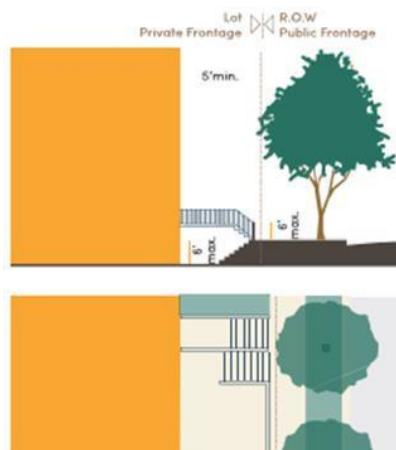 Lot
Private Frontage
R.O.W
Public Frontage
5'min.
6'
max.
6'
max.